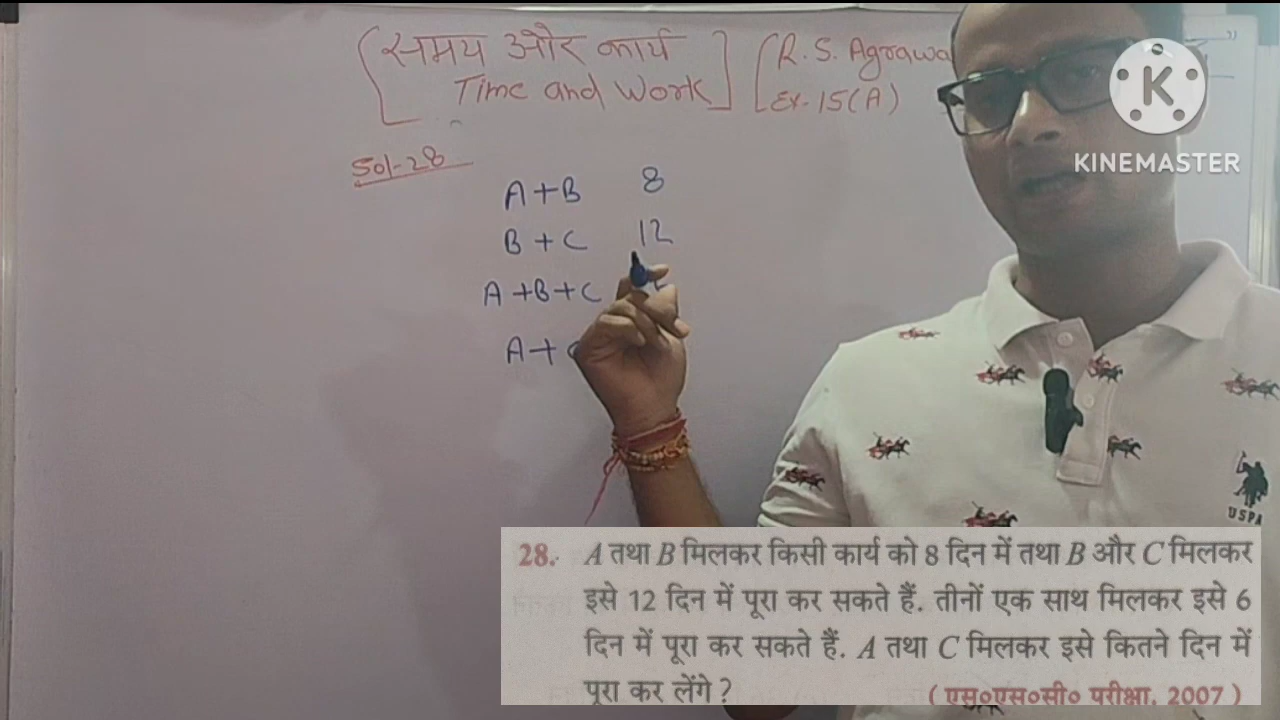 समय और कार्य
Time and Work
R. S. Agrawa
Ex-15(A)
Sol-28
A+B 8
B+C 12
A+B+C
A+
K
KINEMASTER
USPA
28. A तथा B मिलकर किसी कार्य को 8 दिन में तथा B और C मिलकर
इसे 12 दिन में पूरा कर सकते हैं. तीनों एक साथ मिलकर इसे 6
दिन में पूरा कर सकते हैं. A तथा C मिलकर इसे कितने दिन में
पूरा कर लेंगे ?
( एस०एस०सी० परीक्षा, 2007 )